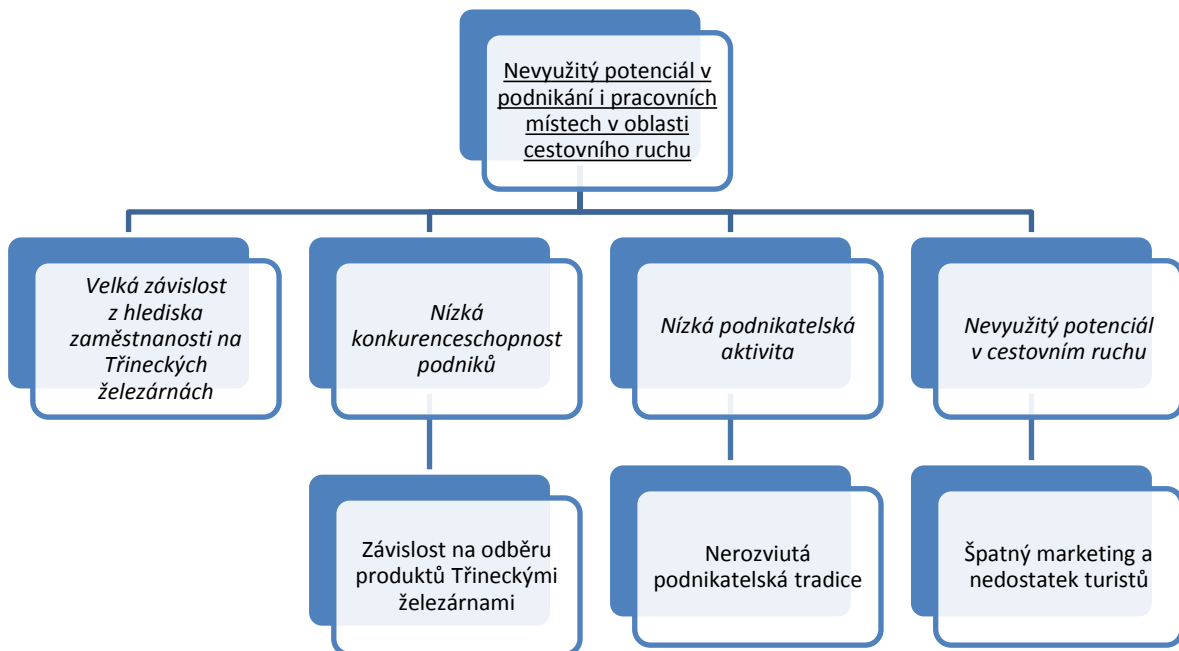 Nevyužitý potenciál v
podnikání i pracovních
místech v oblasti
cestovního ruchu
Velká závislost
z hlediska
zaměstnanosti na
Třineckých
železárnách
Nízká
konkurenceschopnost
podniků
Nízká podnikatelská
aktivita
Nevyužitý potenciál
v cestovním ruchu
Závislost na odběru
produktů Třineckými
železárnami
Nerozviutá
podnikatelská tradice
Špatný marketing a
nedostatek turistů